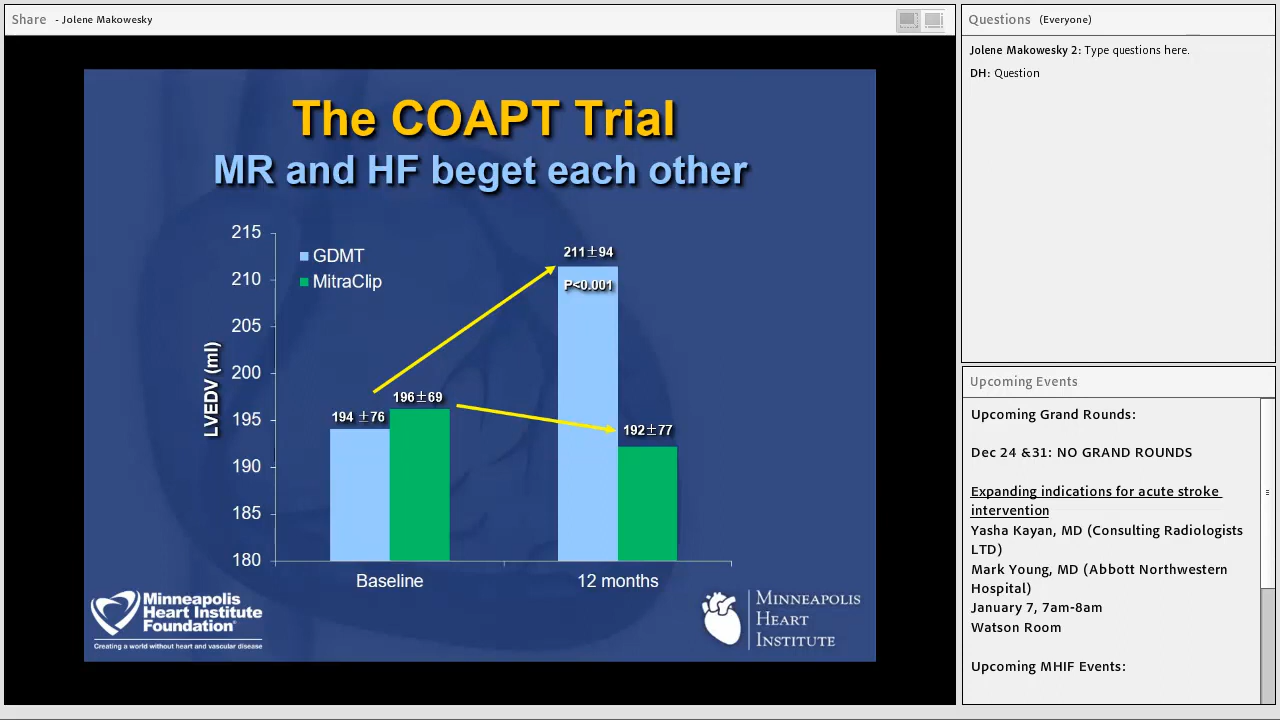 Share - Jolene Makowesky
The COAPT Trial
MR and HF beget each other
215
210
205
200
195
190
185
180
LVEDV (ml)
GDMT
MitraClip
194 ±76
196±69
211±94
P<0.001
192±77
Baseline
12 months
Minneapolis
Heart Institute
Foundation®
Creating a world without heart and vascular disease
MINNEAPOLIS
HEART
INSTITUTE
Questions (Everyone)
Jolene Makowesky 2: Type questions here.
DH: Question
Upcoming Events
Upcoming Grand Rounds:
Dec 24 &31: NO GRAND ROUNDS
Expanding indications for acute stroke
intervention
Yasha Kayan, MD (Consulting Radiologists
LTD)
Mark Young, MD (Abbott Northwestern
Hospital)
January 7, 7am-8am
Watson Room
Upcoming MHIF Events: